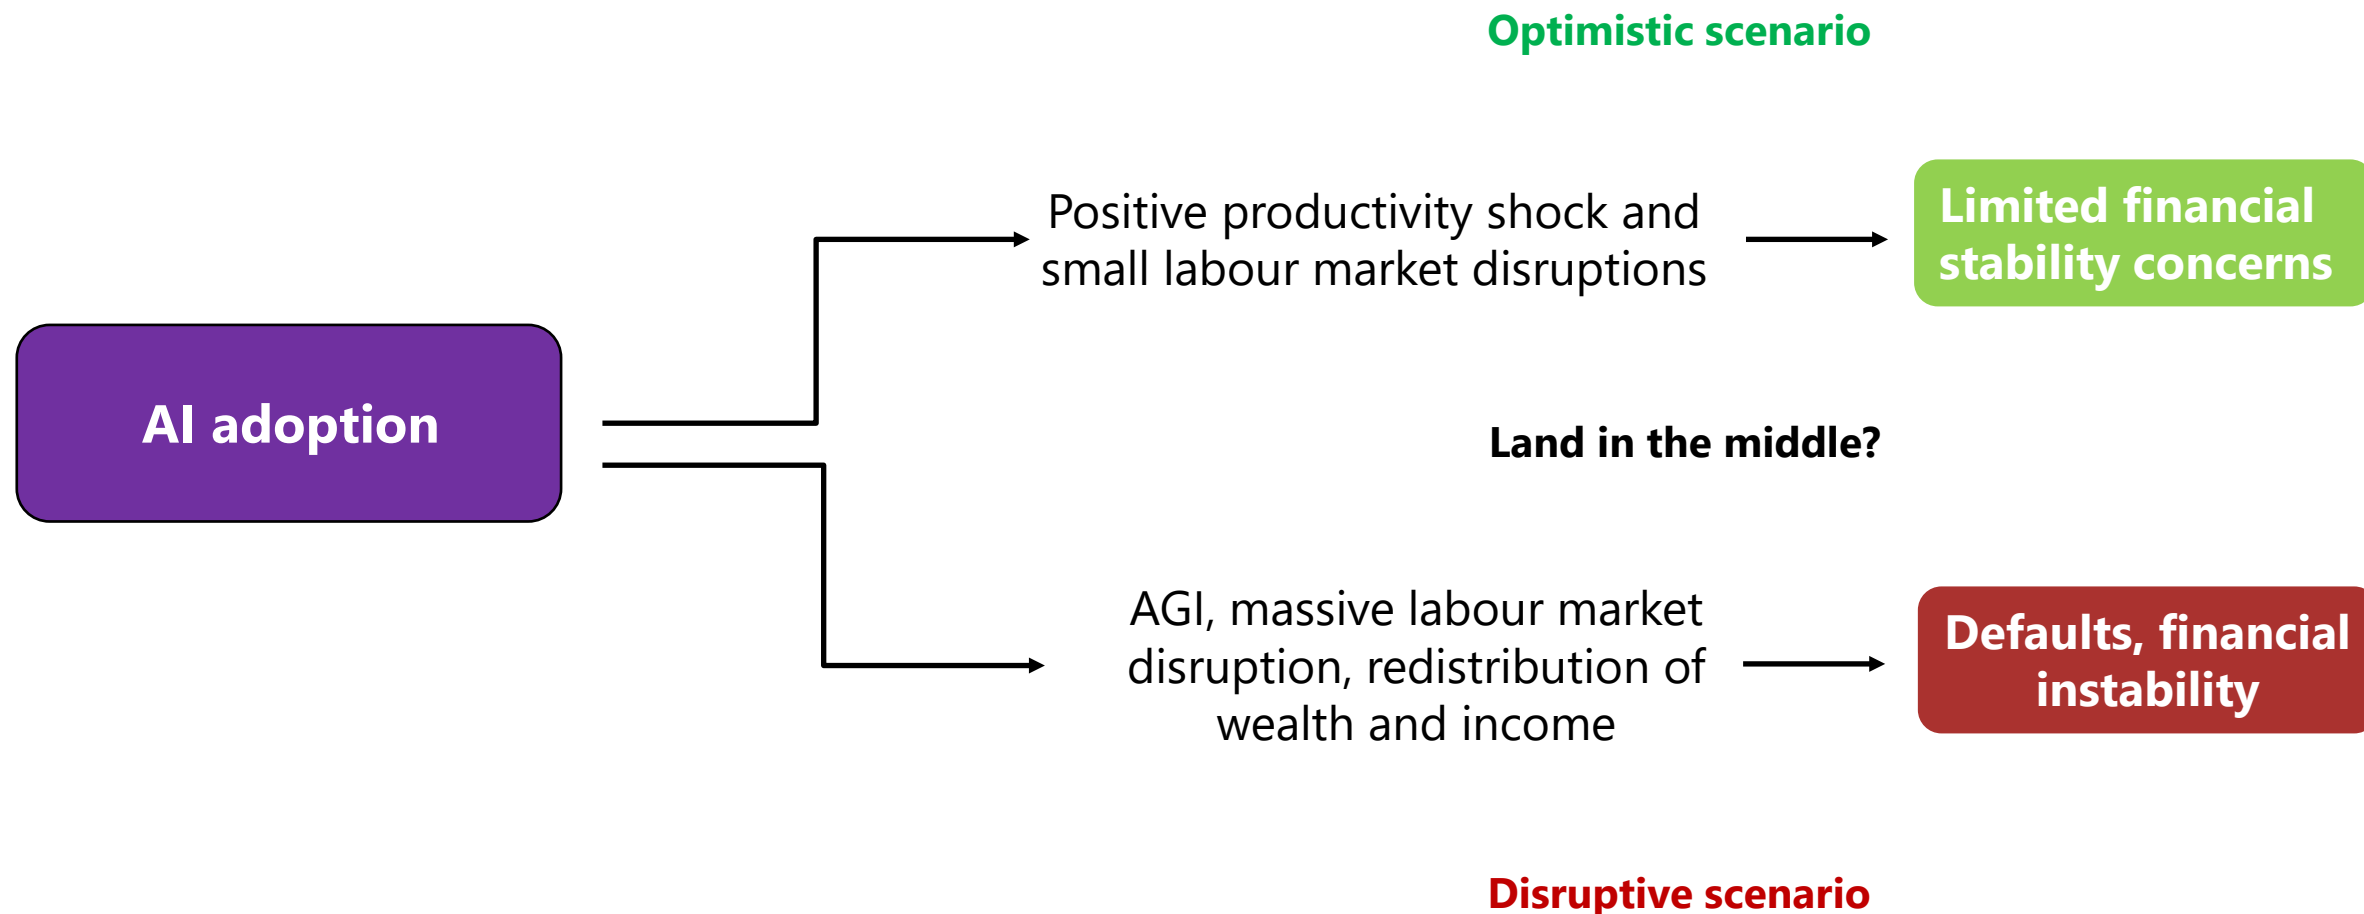 Optimistic scenario
Positive productivity shock and
small labour market disruptions
Limited financial
stability concerns
AI adoption
Land in the middle?
AGI, massive labour market
disruption, redistribution of
wealth and income
Defaults, financial
instability
Disruptive scenario